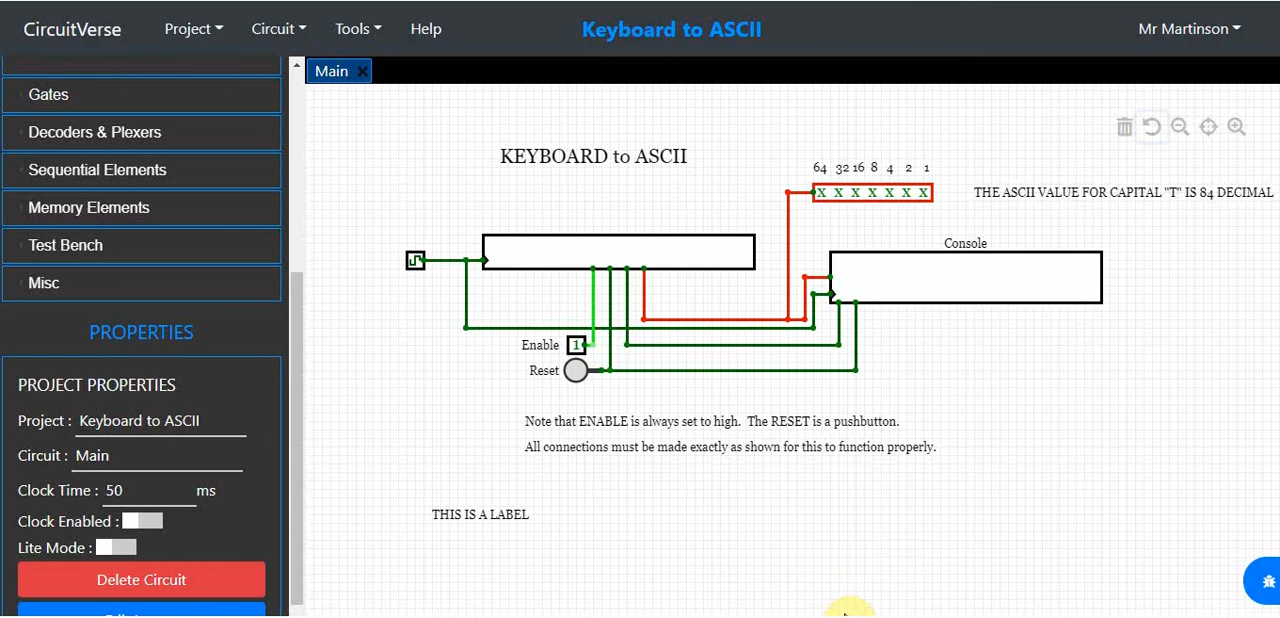 CircuitVerse Project Circuit Tools Help Keyboard to ASCII Mr Martinson
Main
Gates
Decoders & Plexers
Sequential Elements
Memory Elements
Test Bench
Misc
PROPERTIES
PROJECT PROPERTIES
Project : Keyboard to ASCII
Circuit : Main
Clock Time : 50 ms
Clock Enabled :
Lite Mode :
Delete Circuit
KEYBOARD to ASCII
64 32 16 8 4 2 1
X X X X X X X
THE ASCII VALUE FOR CAPITAL "T" IS 84 DECIMAL
Console
Enable 1
Reset
Note that ENABLE is always set to high. The RESET is a pushbutton.
All connections must be made exactly as shown for this to function properly.
THIS IS A LABEL